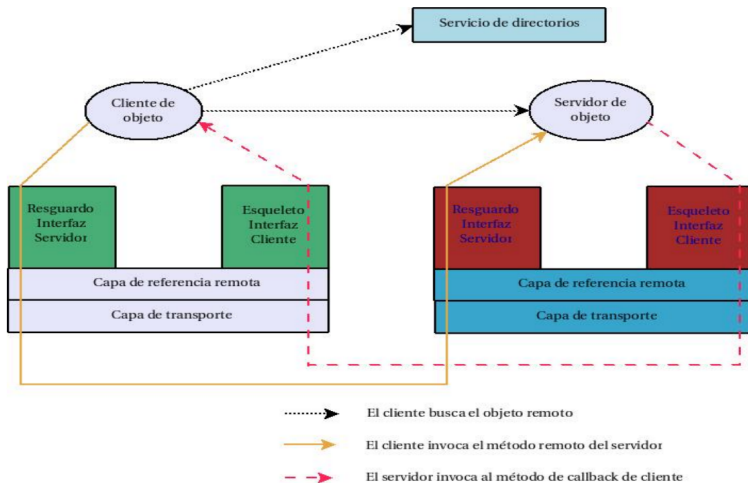 Servicio de directorios
Cliente de
objeto
Servidor de
objeto
Resguardo
Interfaz
Servidor
Esqueleto
Interfaz
Cliente
Resguardo
Interfaz
Servidor
Esqueleto
Interfaz
Cliente
Capa de referencia remota
Capa de transporte
Capa de referencia remota
Capa de transporte
El cliente busca el objeto remoto
El cliente invoca el método remoto del servidor
El servidor invoca al método de callback de cliente